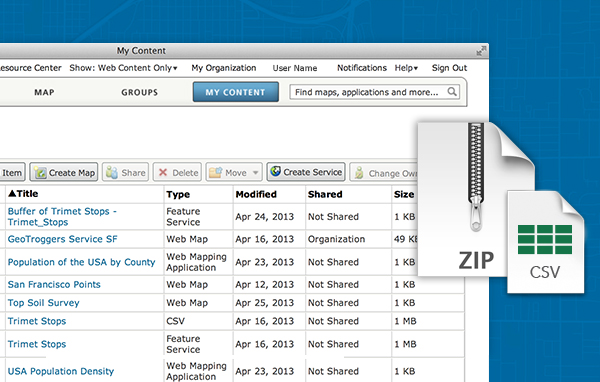 My Content
Resource Center Show: Web Content Only▾ My Organization User Name Notifications Help▾ Sign Out
MAP GROUPS MY CONTENT Find maps, applications and more...
Item Create Map Share Delete Move Create Service Change Own
▲Title Type Modified Shared Size
Buffer of Trimet Stops - Feature
Trimet_Stops Service Apr 24, 2013 Not Shared 1 KB
GeoTroggers Service SF Web Map Apr 16, 2013 Organization 49 KB
Population of the USA by County Web Mapping
Application Apr 23, 2013 Not Shared 1 KB
San Francisco Points Web Map Apr 12, 2013 Not Shared 1 KB
Top Soil Survey Web Map Apr 25, 2013 Not Shared 1 KB
Trimet Stops CSV Apr 16, 2013 Not Shared 1 MB
Trimet Stops Feature
Service Apr 16, 2013 Not Shared 1 MB
USA Population Density Web Mapping
Application Apr 23, 2013 Not Shared 1 KB
ZIP
CSV